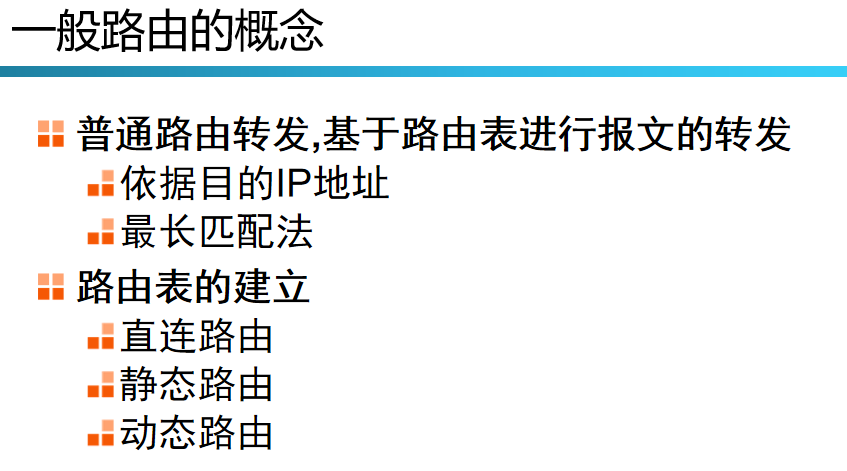 一般路由的概念
普通路由转发,基于路由表进行报文的转发
依据目的IP地址
最长匹配法
路由表的建立
直连路由
静态路由
动态路由